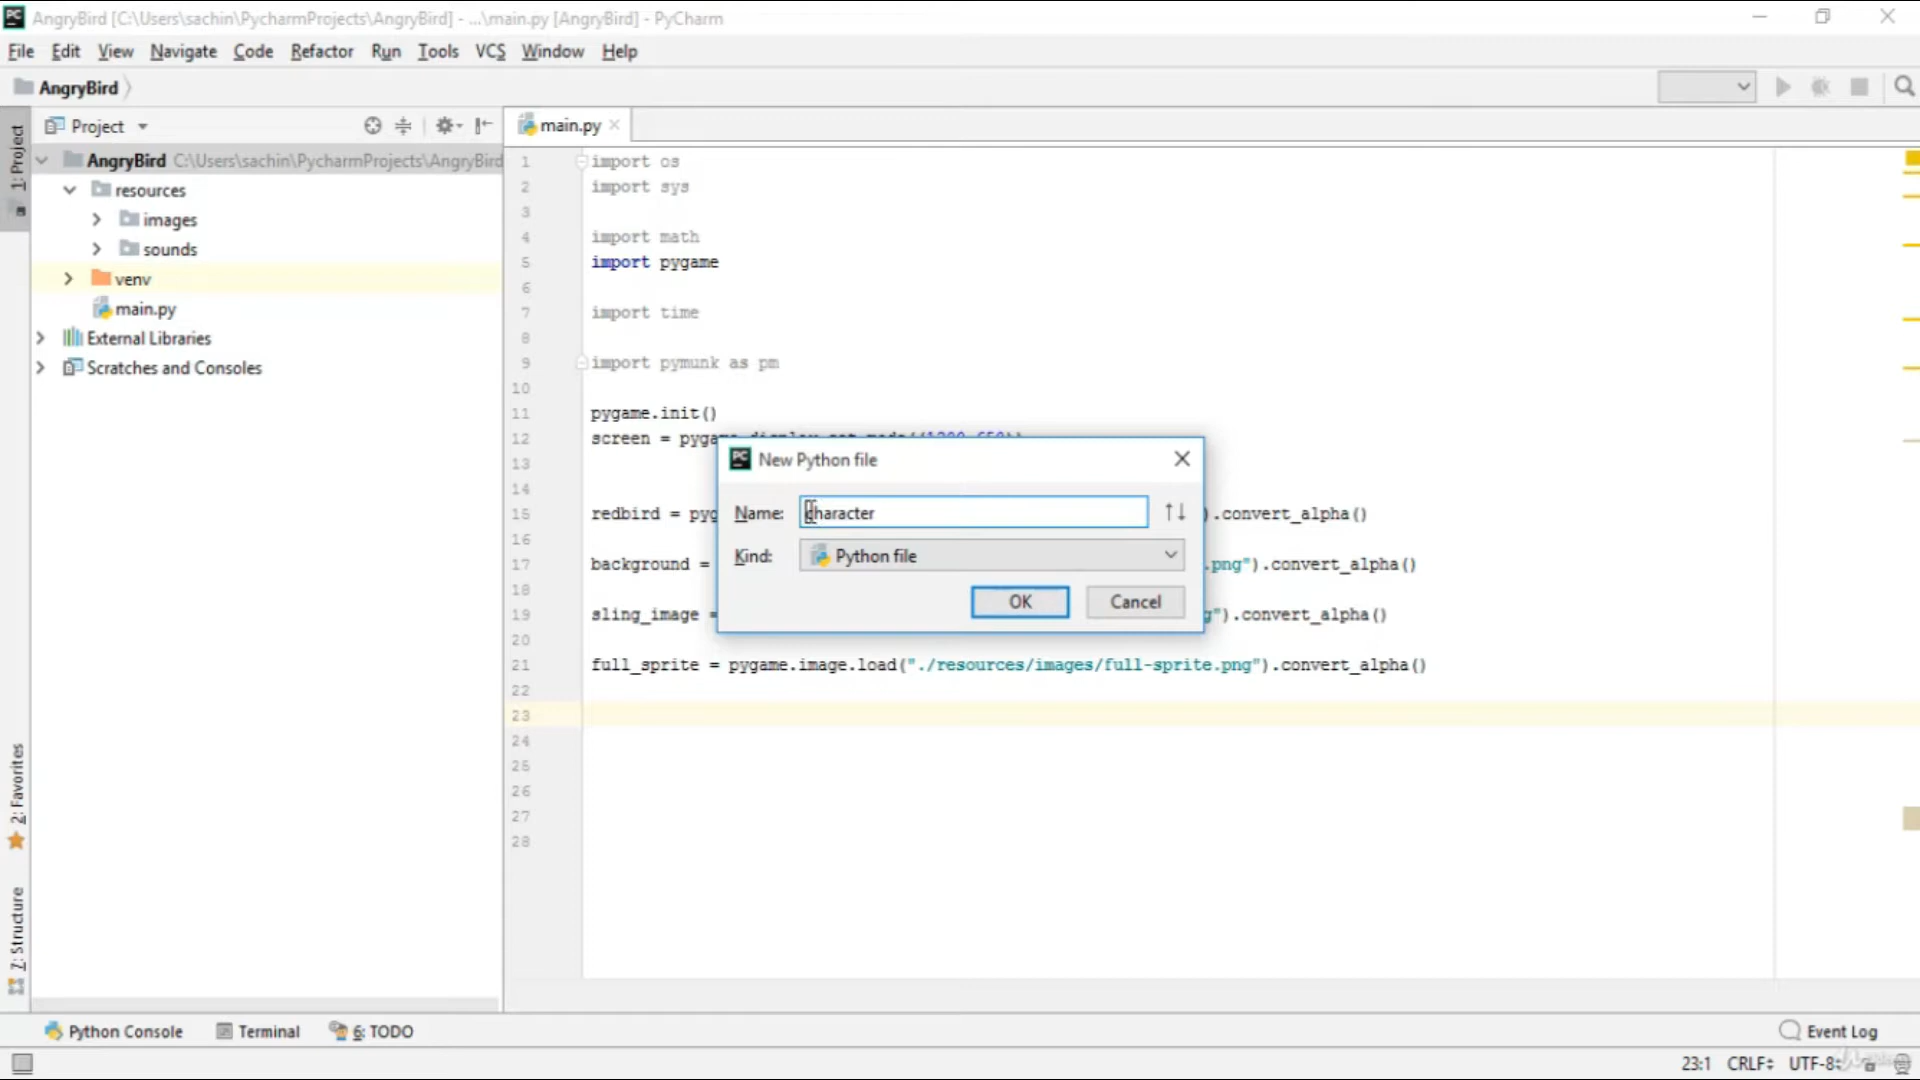 AngryBird [C:\Users\sachin\PycharmProjects\AngryBird] - ...\main.py [AngryBird] - PyCharm
File Edit View Navigate Code Refactor Run Tools VCS Window Help
AngryBird
1: Project
Project
main.py
AngryBird C:\Users\sachin\PycharmProjects\AngryBird
resources
images
sounds
venv
main.py
External Libraries
Scratches and Consoles
1 import os
2 import sys
3
4 import math
5 import pygame
6
7 import time
8
9 import pymunk as pm
10
11 pygame.init()
12 screen = pygame.display.set_mode((1200, 650))
13
14
15 redbird = pyg ).convert_alpha()
16
17 background = .png").convert_alpha()
18
19 sling_image = g").convert_alpha()
20
21 full_sprite = pygame.image.load("./resources/images/full-sprite.png").convert_alpha()
22
23
24
25
26
27
28
New Python file
Name: character
Kind: Python file
OK Cancel
2: Favorites
7: Structure
Python Console Terminal 6: TODO Event Log
23:1 CRLF UTF-8